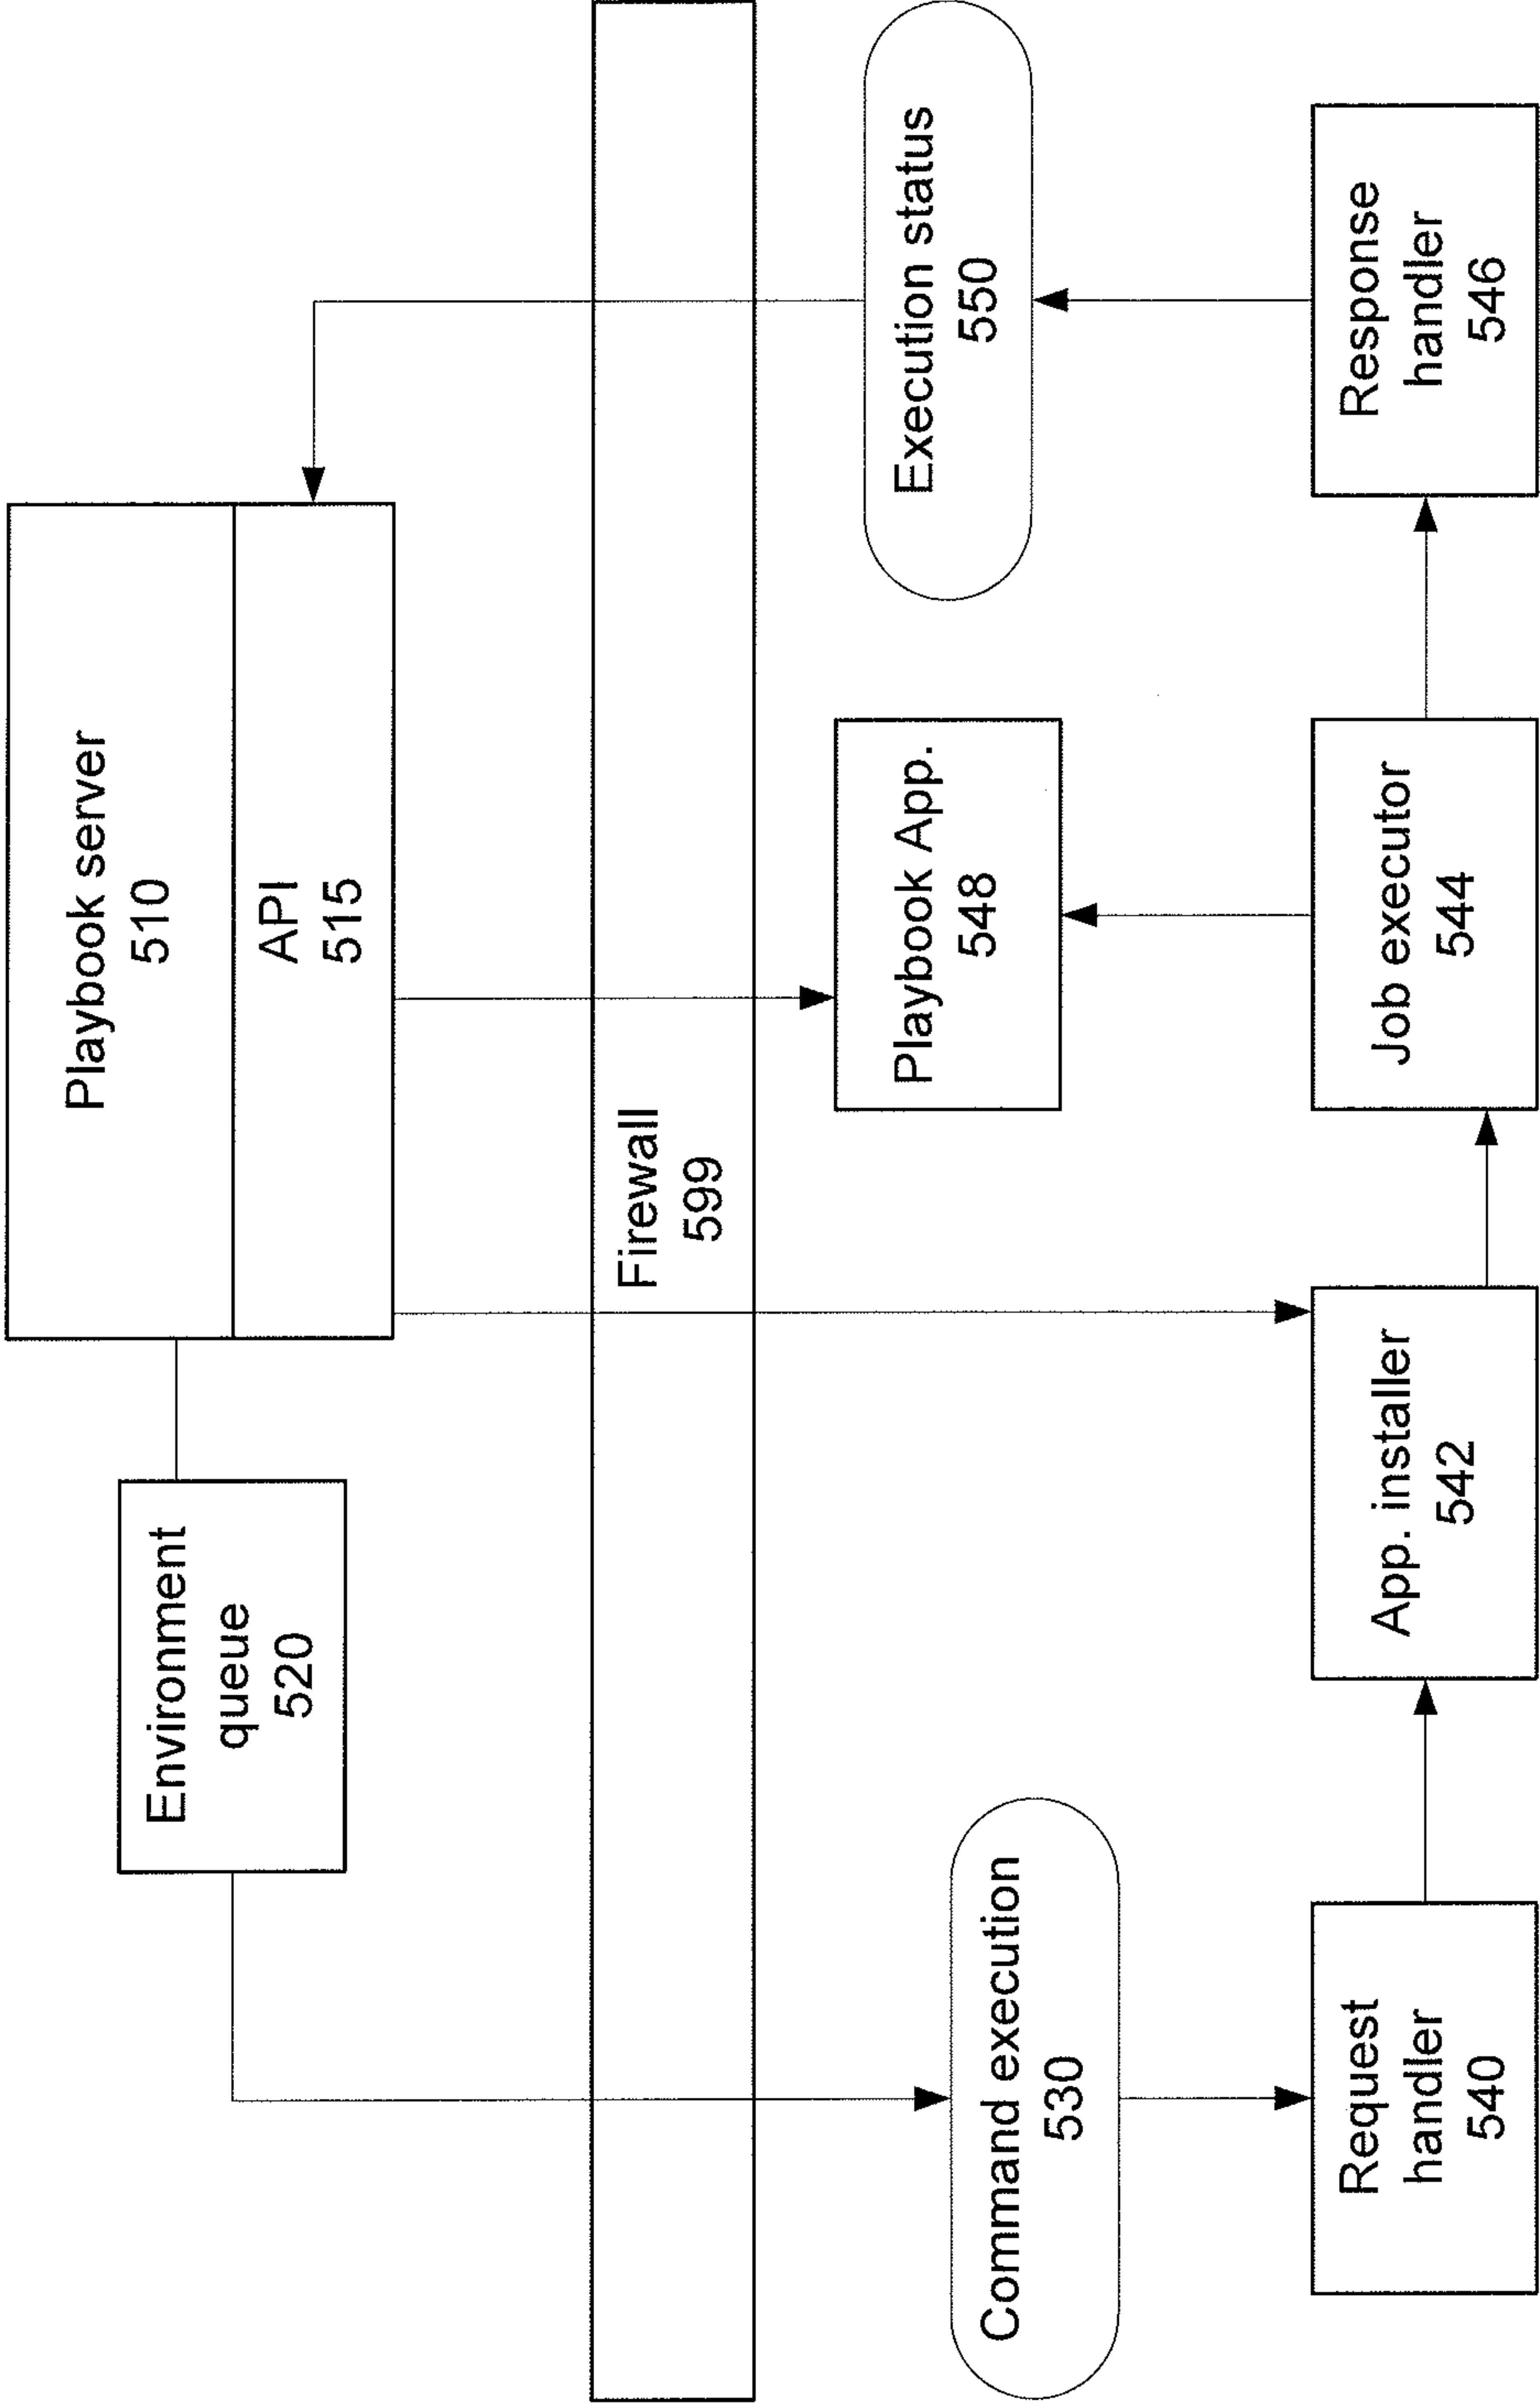 Playbook server
510
API
515
Environment
queue
520
Firewall
599
Command execution
530
Playbook App.
548
Execution status
550
Request
handler
540
App. installer
542
Job executor
544
Response
handler
546